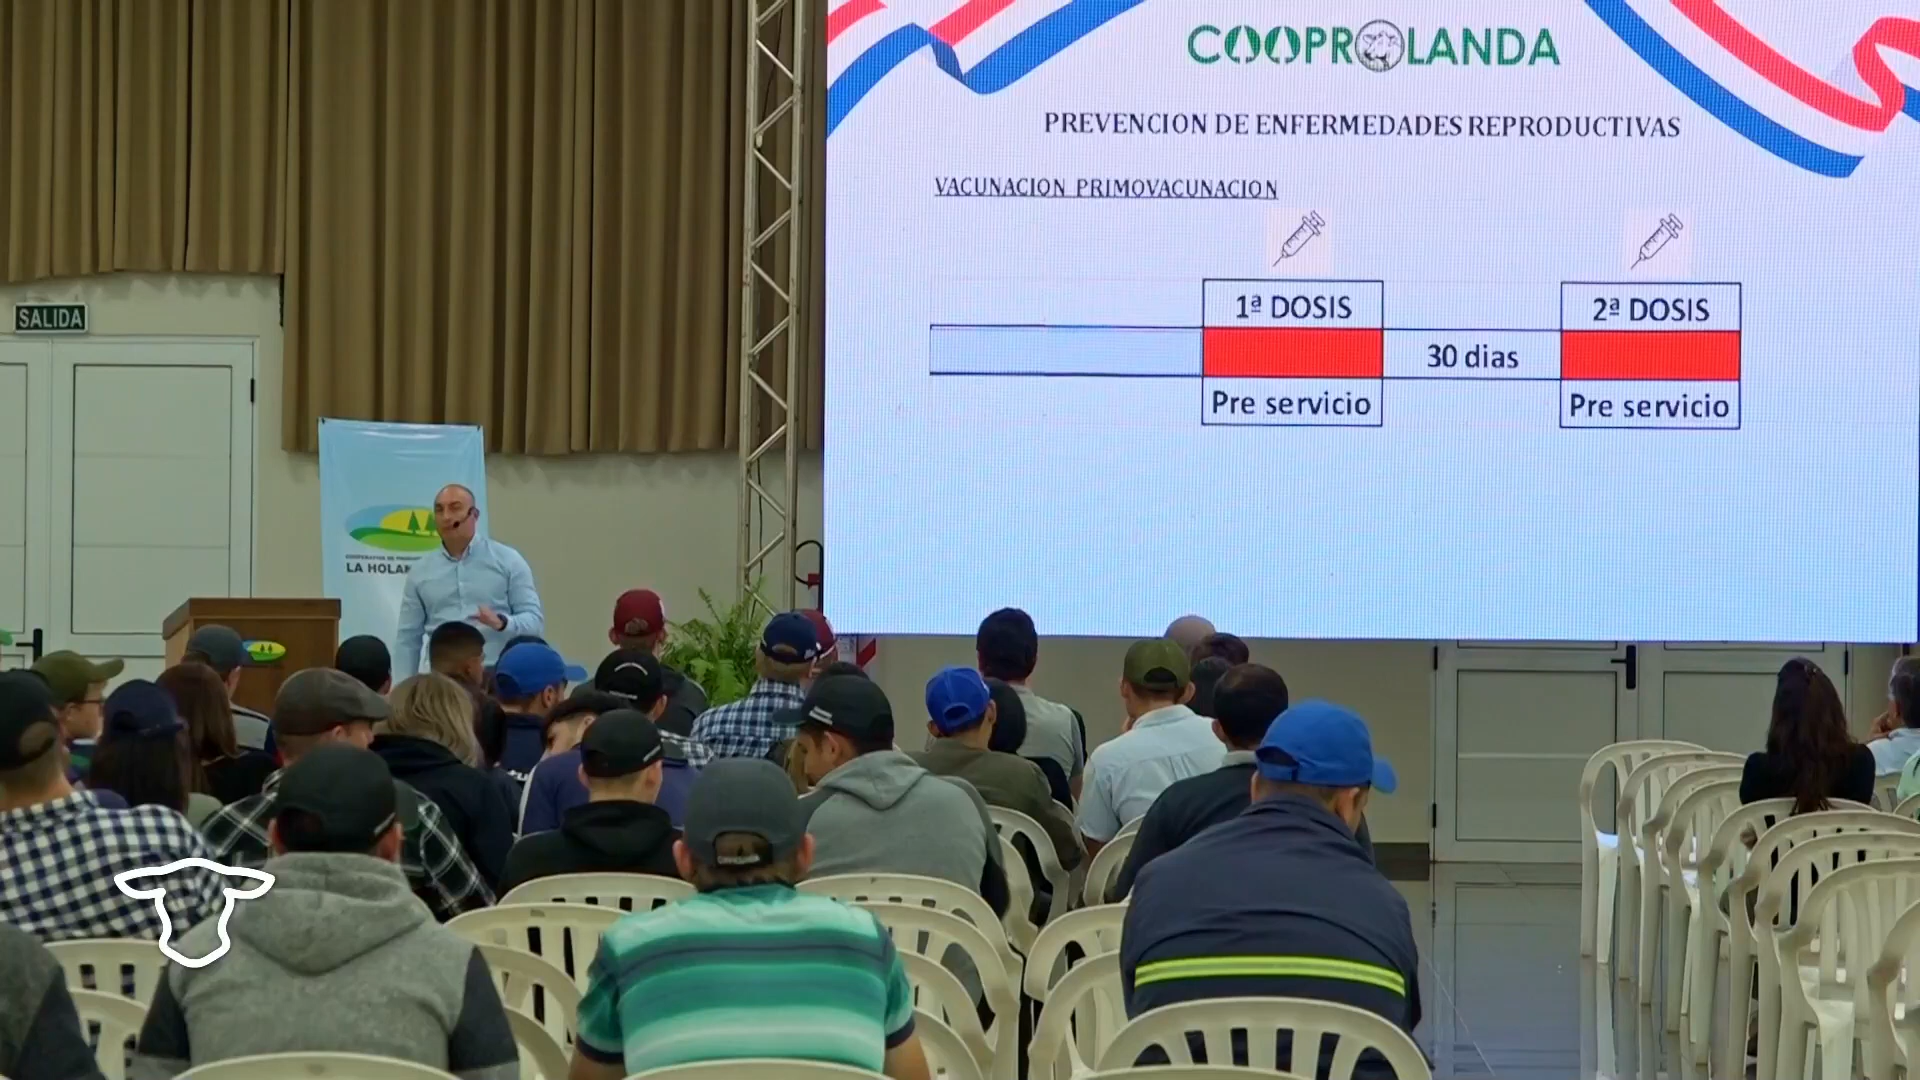 COOPROLANDA
PREVENCION DE ENFERMEDADES REPRODUCTIVAS
VACUNACION PRIMOVACUNACION
1ª DOSIS
2ª DOSIS
30 dias
Pre servicio
Pre servicio
SALIDA
LA